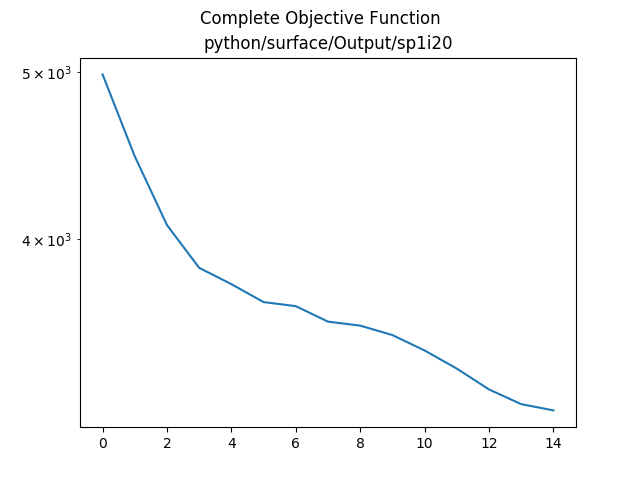 Complete Objective Function
python/surface/Output/sp1i20
5 × 10³
4 × 10³
0 2 4 6 8 10 12 14